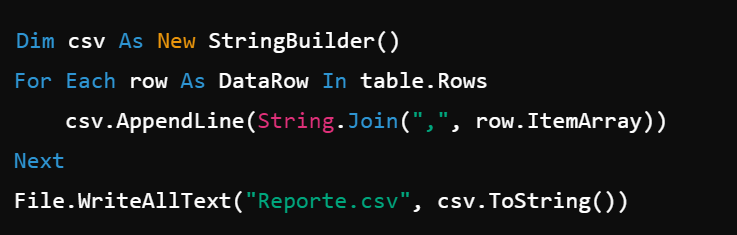 Dim csv As New StringBuilder()
For Each row As DataRow In table.Rows
    csv.AppendLine(String.Join(",", row.ItemArray))
Next
File.WriteAllText("Reporte.csv", csv.ToString())